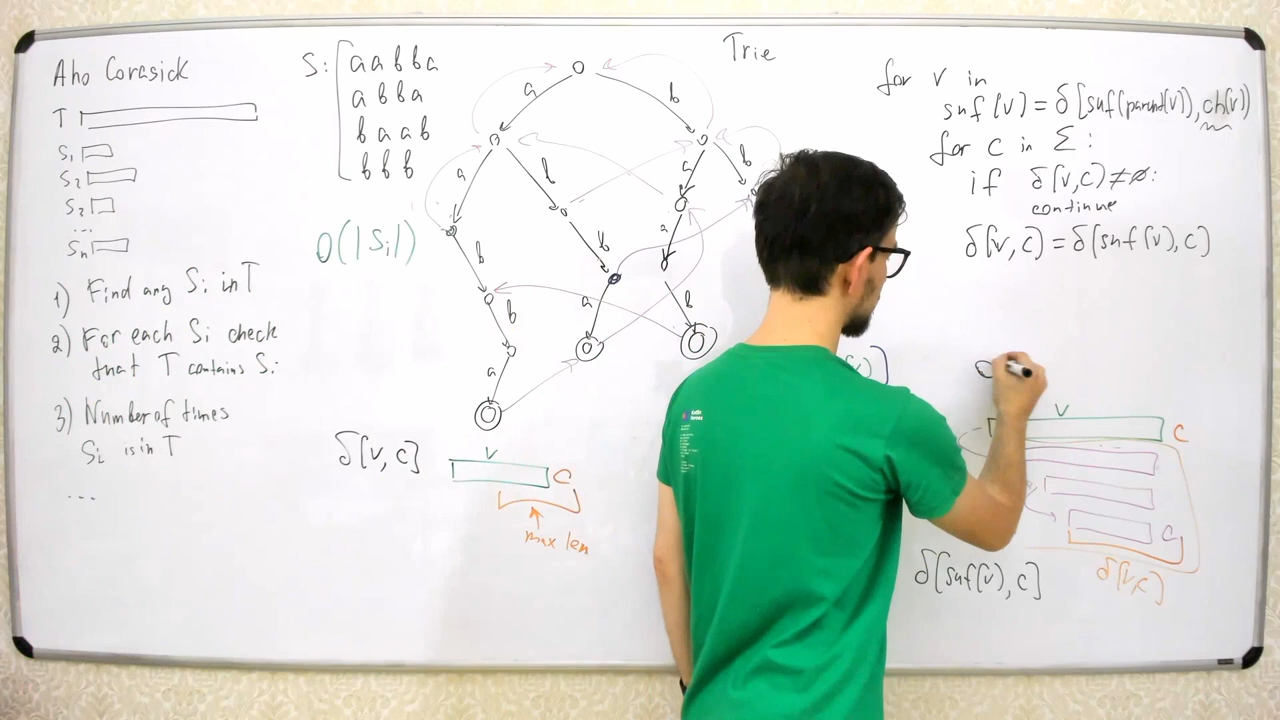 Aho Corasick
T
S1
S2
S2
...
Sn
1) Find any Si in T
2) For each Si check
that T contains Si
3) Number of times
Si is in T
...
S:
aabba
abba
baab
bbb
O(|Si|)
Trie
a
b
a
b
a
b
b
b
a
b
a
b
a
δ[v, c]
v
c
max len
for v in
suf(v) = δ[suf(parent(v)), ch(v)]
for c in Σ:
if δ[v,c] ≠ ∅:
continue
δ[v,c] = δ[suf(v), c]
v
c
c
δ[suf(v), c]
δ[v,c]